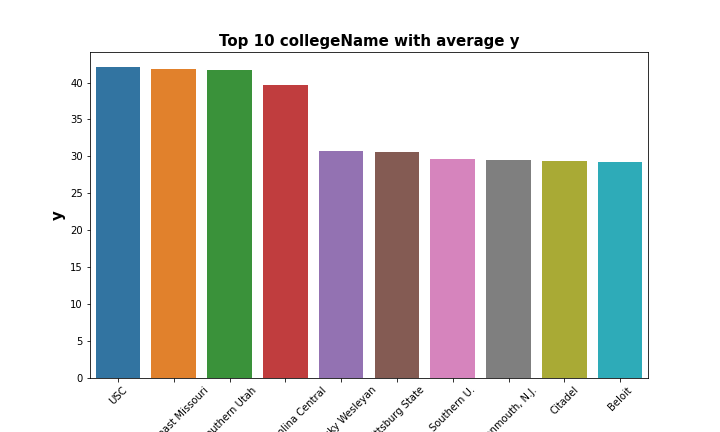 Top 10 collegeName with average y
y
40
35
30
25
20
15
10
5
0
USC
east Missouri
uthern Utah
olina Central
ky Wesleyan
ttsburg State
Southern U.
nmouth, N.J.
Citadel
Beloit